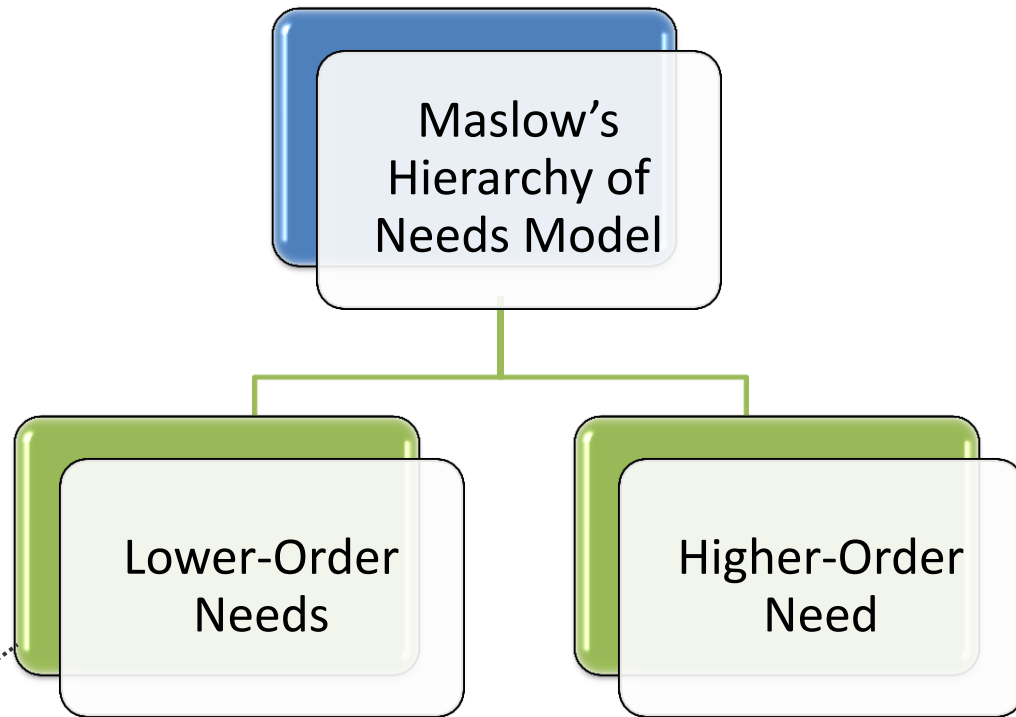 Maslow’s
Hierarchy of
Needs Model
Lower-Order
Needs
Higher-Order
Need